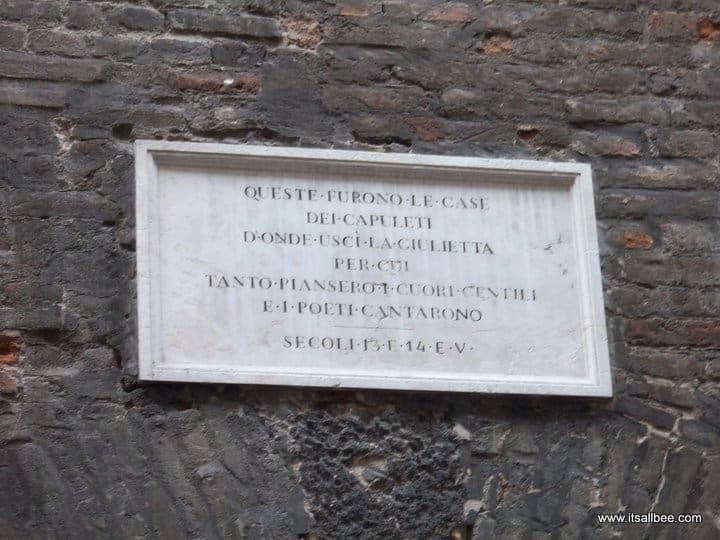 QUESTE·FURONO·LE·CASE
DEI·CAPULETI
D'ONDE·USCÌ·LA·GIULIETTA
PER·CUI
TANTO·PIANSERO·I·CUORI·GENTILI
E·I·POETI·CANTARONO
SECOLI·13·E·14·E·V·
www.itsallbee.com